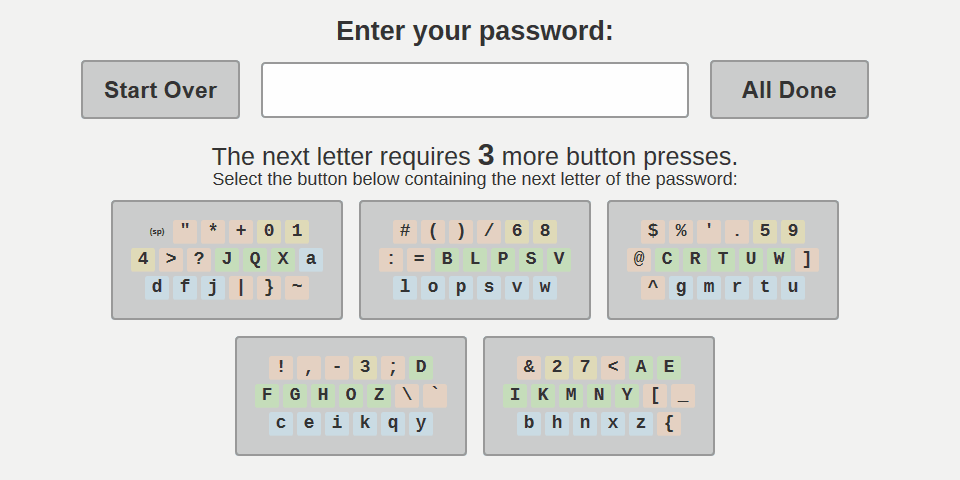 Enter your password:
Start Over
All Done
The next letter requires 3 more button presses.
Select the button below containing the next letter of the password:
(sp) " * + 0 1
4 > ? J Q X a
d f j | } ~
# ( ) / 6 8
: = B L P S V
l o p s v w
$ % ' . 5 9
@ C R T U W ]
^ g m r t u
! , - 3 ; D
F G H O Z \ `
c e i k q y
& 2 7 < A E
I K M N Y [ _
b h n x z {